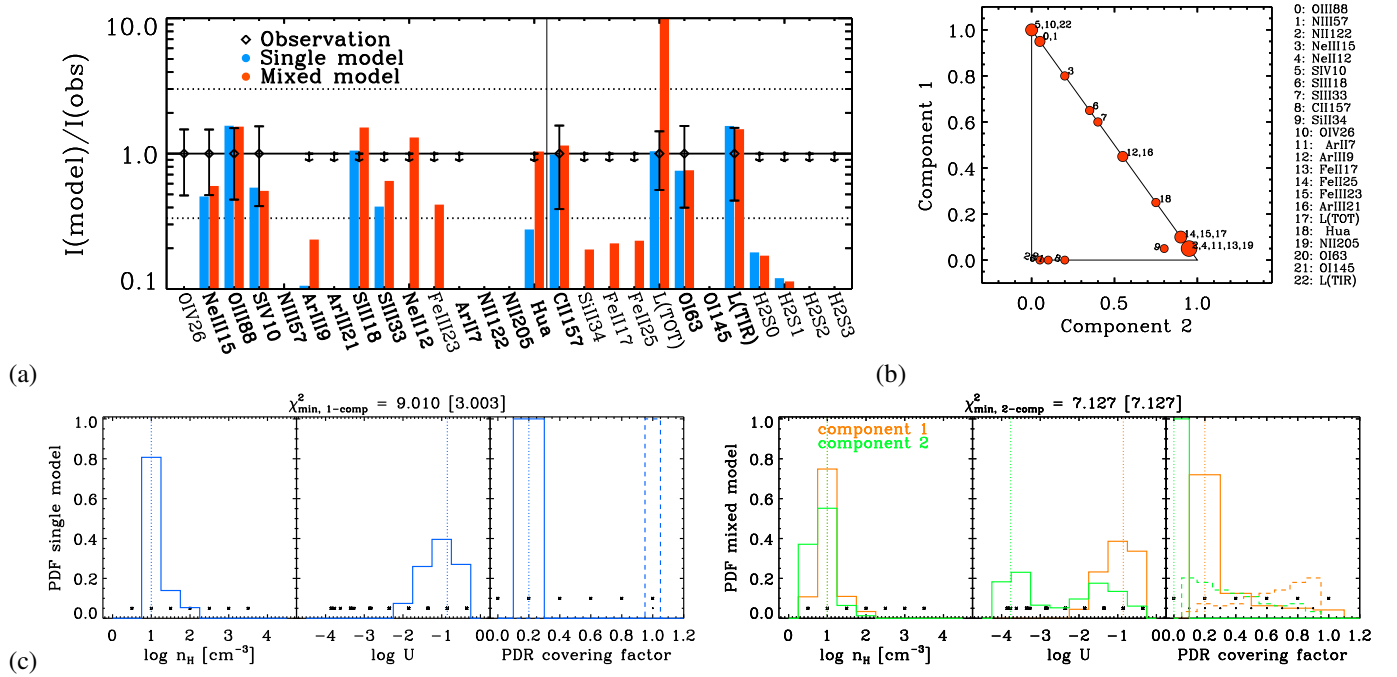 10.0
1.0
0.1
I(model)/I(obs)
Observation
Single model
Mixed model
OIV26
NeIII15
OIII88
SIV10
NIII57
ArIII9
ArIII21
SIII18
SIII33
NeII12
FeIII23
ArII7
NII122
NII205
Hua
CII157
SiII34
FeII17
FeII25
L(TOT)
OI63
OI145
L(TIR)
H2S0
H2S1
H2S2
H2S3
(a)
1.0
0.8
0.6
0.4
0.2
0.0
Component 1
5,10,22
0,1
3
6
7
12,16
18
14,15,17
9
2,4,11,13,19
0.0 0.5 1.0
Component 2
0: OIII88
1: NIII57
2: NII122
3: NeIII15
4: NeII12
5: SIV10
6: SIII18
7: SIII33
8: CII157
9: SiII34
10: OIV26
11: ArII7
12: ArIII9
13: FeII17
14: FeII25
15: FeIII23
16: ArIII21
17: L(TOT)
18: Hua
19: NII205
20: OI63
21: OI145
22: L(TIR)
(b)
χ²min, 1-comp = 9.010 [3.003]
1.0
0.8
0.6
0.4
0.2
0.0
PDF single model
0 1 2 3 4
−4 −3 −2 −1
0.0 0.2 0.4 0.6 0.8 1.0 1.2
log nH [cm−3]
log U
PDR covering factor
(c)
χ²min, 2-comp = 7.127 [7.127]
component 1
component 2
1.0
0.8
0.6
0.4
0.2
0.0
PDF mixed model
0 1 2 3 4
−4 −3 −2 −1
0.0 0.2 0.4 0.6 0.8 1.0 1.2
log nH [cm−3]
log U
PDR covering factor